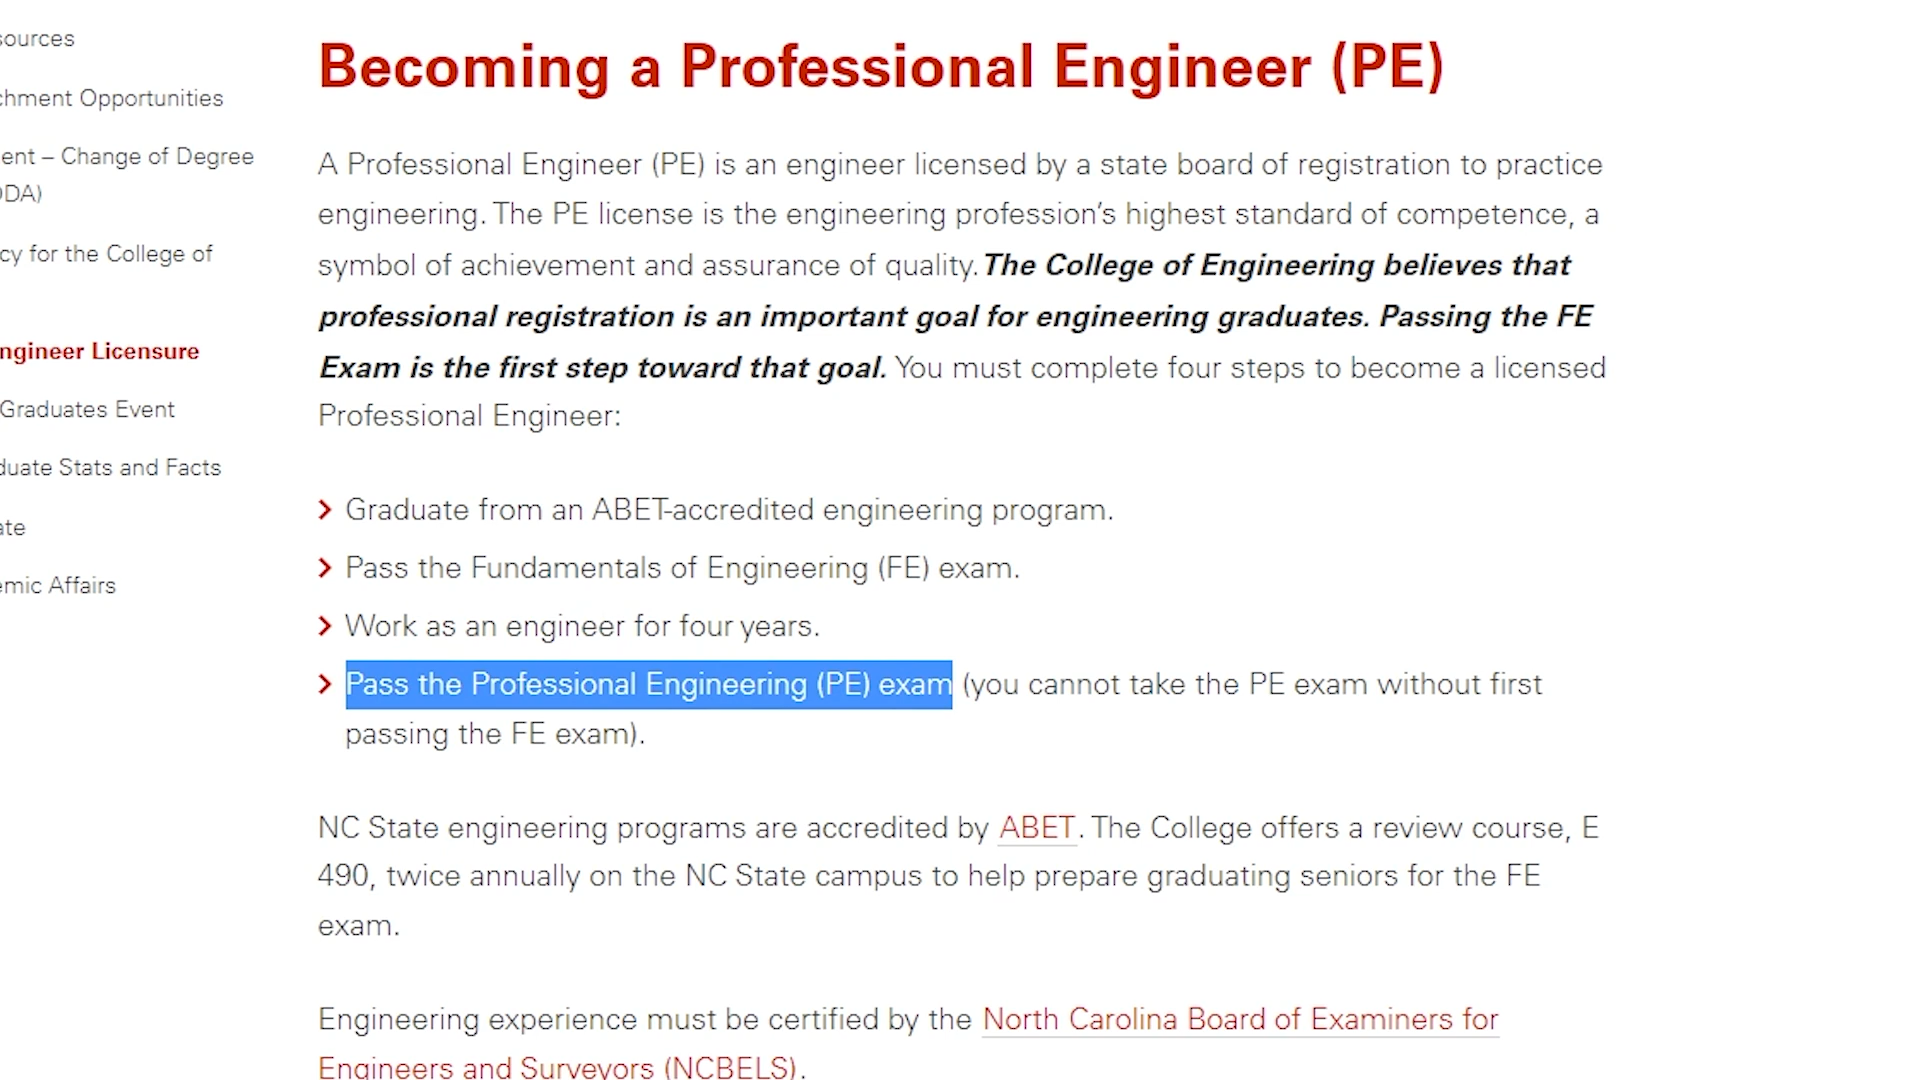 sources
chment Opportunities
ent – Change of Degree
DDA)
cy for the College of
ngineer Licensure
Graduates Event
duate Stats and Facts
ate
emic Affairs
Becoming a Professional Engineer (PE)
A Professional Engineer (PE) is an engineer licensed by a state board of registration to practice
engineering. The PE license is the engineering profession’s highest standard of competence, a
symbol of achievement and assurance of quality. The College of Engineering believes that
professional registration is an important goal for engineering graduates. Passing the FE
Exam is the first step toward that goal. You must complete four steps to become a licensed
Professional Engineer:
Graduate from an ABET-accredited engineering program.
Pass the Fundamentals of Engineering (FE) exam.
Work as an engineer for four years.
Pass the Professional Engineering (PE) exam (you cannot take the PE exam without first
passing the FE exam).
NC State engineering programs are accredited by ABET. The College offers a review course, E
490, twice annually on the NC State campus to help prepare graduating seniors for the FE
exam.
Engineering experience must be certified by the North Carolina Board of Examiners for
Engineers and Surveyors (NCBELS).